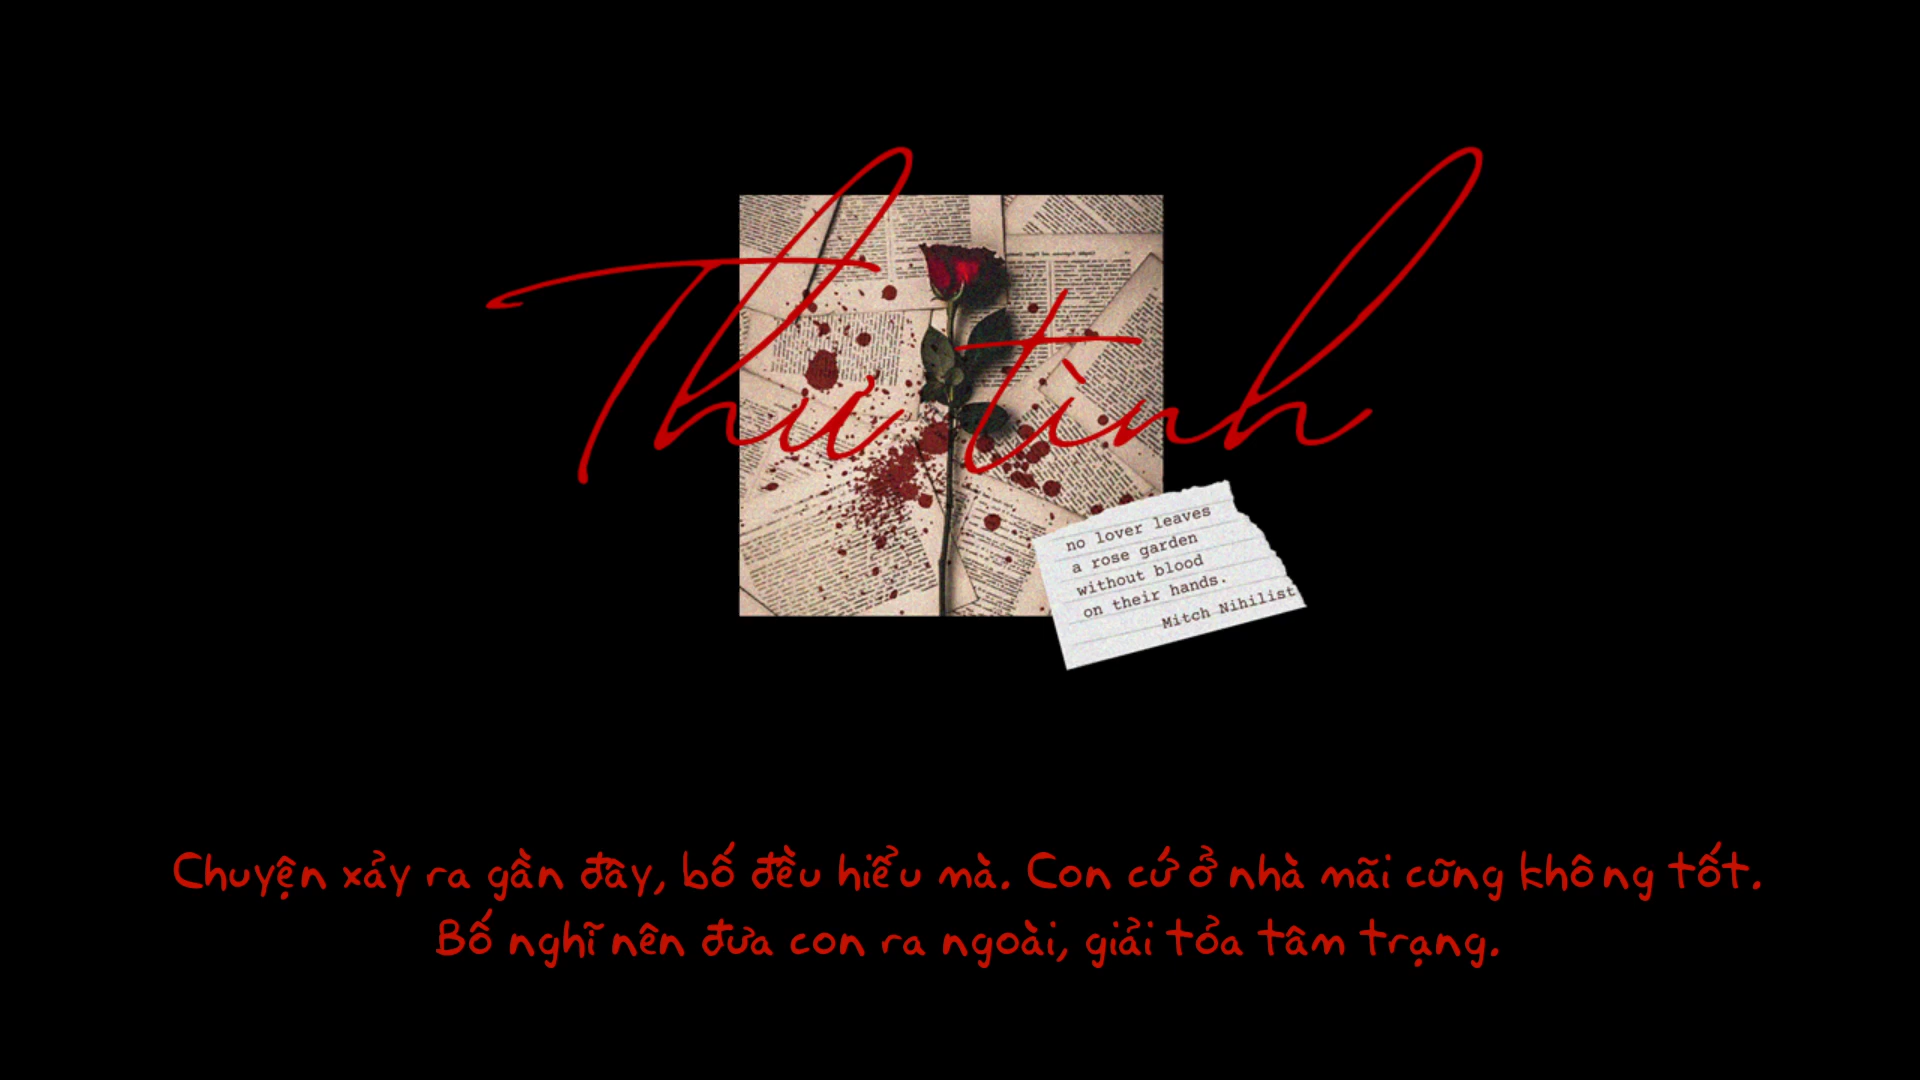 Thư tình
no lover leaves
a rose garden
without blood
on their hands.
Mitch Nihilist
Chuyện xảy ra gần đây, bố đều hiểu mà. Con cứ ở nhà mãi cũng không tốt.
Bố nghĩ nên đưa con ra ngoài, giải tỏa tâm trạng.